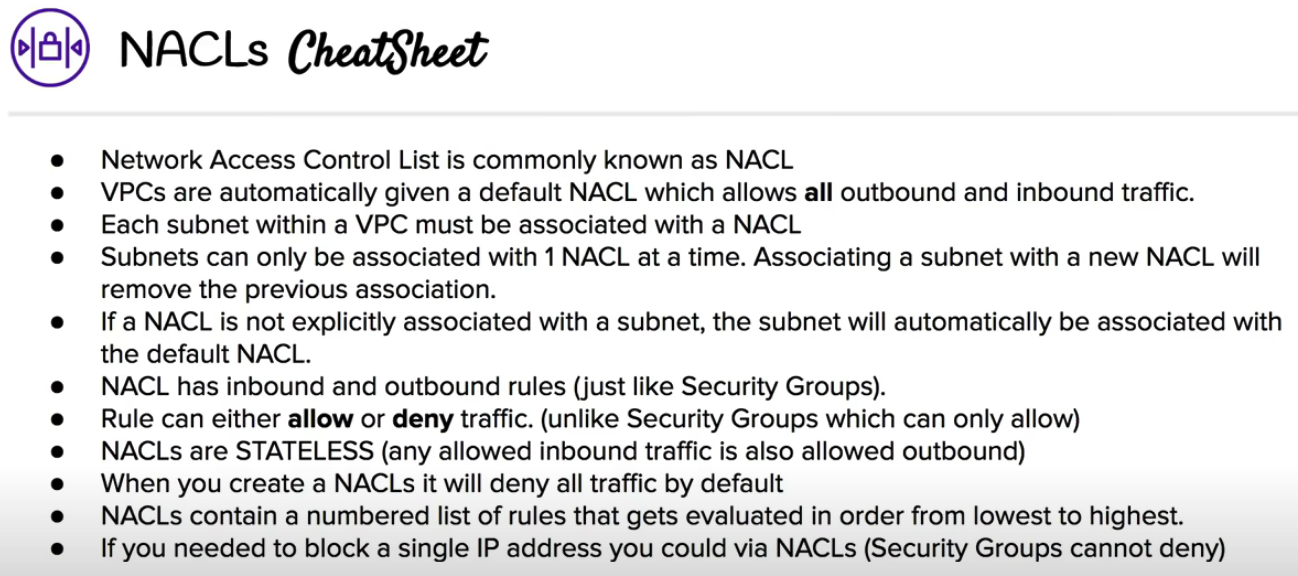 NACLs CheatSheet
● Network Access Control List is commonly known as NACL
● VPCs are automatically given a default NACL which allows all outbound and inbound traffic.
● Each subnet within a VPC must be associated with a NACL
● Subnets can only be associated with 1 NACL at a time. Associating a subnet with a new NACL will
remove the previous association.
● If a NACL is not explicitly associated with a subnet, the subnet will automatically be associated with
the default NACL.
● NACL has inbound and outbound rules (just like Security Groups).
● Rule can either allow or deny traffic. (unlike Security Groups which can only allow)
● NACLs are STATELESS (any allowed inbound traffic is also allowed outbound)
● When you create a NACLs it will deny all traffic by default
● NACLs contain a numbered list of rules that gets evaluated in order from lowest to highest.
● If you needed to block a single IP address you could via NACLs (Security Groups cannot deny)